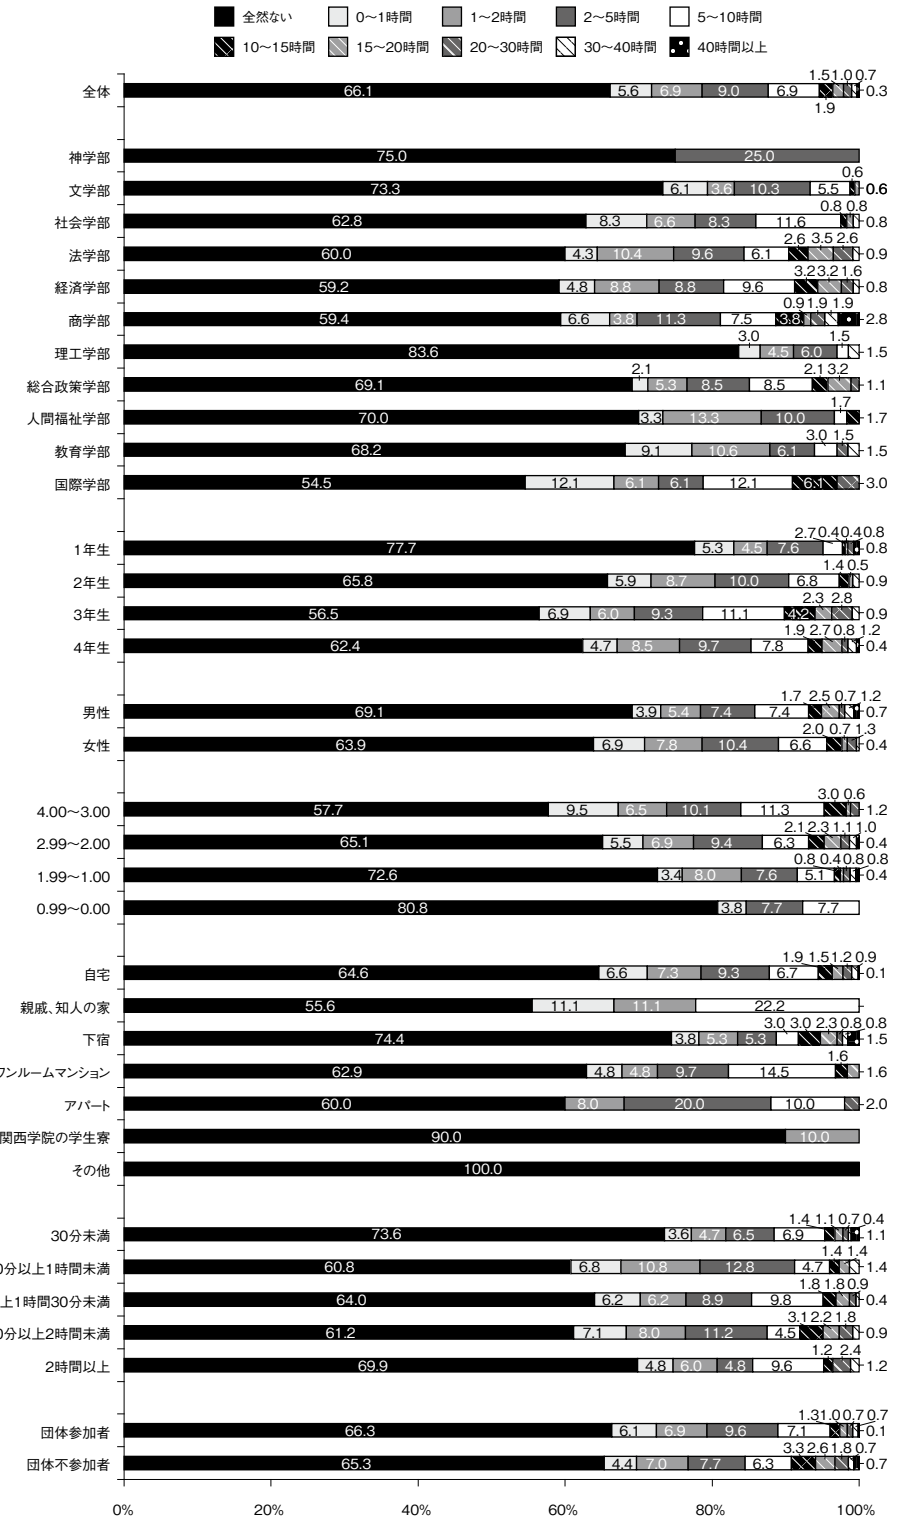 全然ない 0〜1時間 1〜2時間 2〜5時間 5〜10時間
10〜15時間 15〜20時間 20〜30時間 30〜40時間 40時間以上
1.5 1.0 0.7
全体 66.1 5.6 6.9 9.0 6.9 0.3
1.9
神学部 75.0 25.0
0.6
文学部 73.3 6.1 3.6 10.3 5.5 0.6
0.8 0.8
社会学部 62.8 8.3 6.6 8.3 11.6 0.8
2.6 3.5 2.6
法学部 60.0 4.3 10.4 9.6 6.1 0.9
3.2 3.2 1.6
経済学部 59.2 4.8 8.8 8.8 9.6 0.8
0.9 1.9 1.9
商学部 59.4 6.6 3.8 11.3 7.5 3.8 2.8
3.0 1.5
理工学部 83.6 4.5 6.0 1.5
2.1 2.1 3.2
総合政策学部 69.1 5.3 8.5 8.5 1.1
1.7
人間福祉学部 70.0 3.3 13.3 10.0 1.7
3.0 1.5
教育学部 68.2 9.1 10.6 6.1 1.5
国際学部 54.5 12.1 6.1 6.1 12.1 6.1 3.0
2.7 0.4 0.4 0.8
1年生 77.7 5.3 4.5 7.6 0.8
1.4 0.5
2年生 65.8 5.9 8.7 10.0 6.8 0.9
2.3 2.8
3年生 56.5 6.9 6.0 9.3 11.1 4.2 0.9
1.9 2.7 0.8 1.2
4年生 62.4 4.7 8.5 9.7 7.8 0.4
1.7 2.5 0.7 1.2
男性 69.1 3.9 5.4 7.4 7.4 0.7
2.0 0.7 1.3
女性 63.9 6.9 7.8 10.4 6.6 0.4
3.0 0.6
4.00〜3.00 57.7 9.5 6.5 10.1 11.3 1.2
2.1 2.3 1.1 1.0
2.99〜2.00 65.1 5.5 6.9 9.4 6.3 0.4
0.8 0.4 0.8 0.8
1.99〜1.00 72.6 3.4 8.0 7.6 5.1 0.4
0.99〜0.00 80.8 3.8 7.7 7.7
1.9 1.5 1.2 0.9
自宅 64.6 6.6 7.3 9.3 6.7 0.1
親戚、知人の家 55.6 11.1 11.1 22.2
3.0 3.0 2.3 0.8 0.8
下宿 74.4 3.8 5.3 5.3 1.5
1.6
ワンルームマンション 62.9 4.8 4.8 9.7 14.5 1.6
アパート 60.0 8.0 20.0 10.0 2.0
関西学院の学生寮 90.0 10.0
その他 100.0
1.4 1.1 0.7 0.4
30分未満 73.6 3.6 4.7 6.5 6.9 1.1
1.4 1.4
0分以上1時間未満 60.8 6.8 10.8 12.8 4.7 1.4
1.8 1.8 0.9
上1時間30分未満 64.0 6.2 6.2 8.9 9.8 0.4
3.1 2.2 1.8
0分以上2時間未満 61.2 7.1 8.0 11.2 4.5 0.9
1.2 2.4
2時間以上 69.9 4.8 6.0 4.8 9.6 1.2
1.3 1.0 0.7 0.7
団体参加者 66.3 6.1 6.9 9.6 7.1 0.1
3.3 2.6 1.8 0.7
団体不参加者 65.3 4.4 7.0 7.7 6.3 0.7
0% 20% 40% 60% 80% 100%